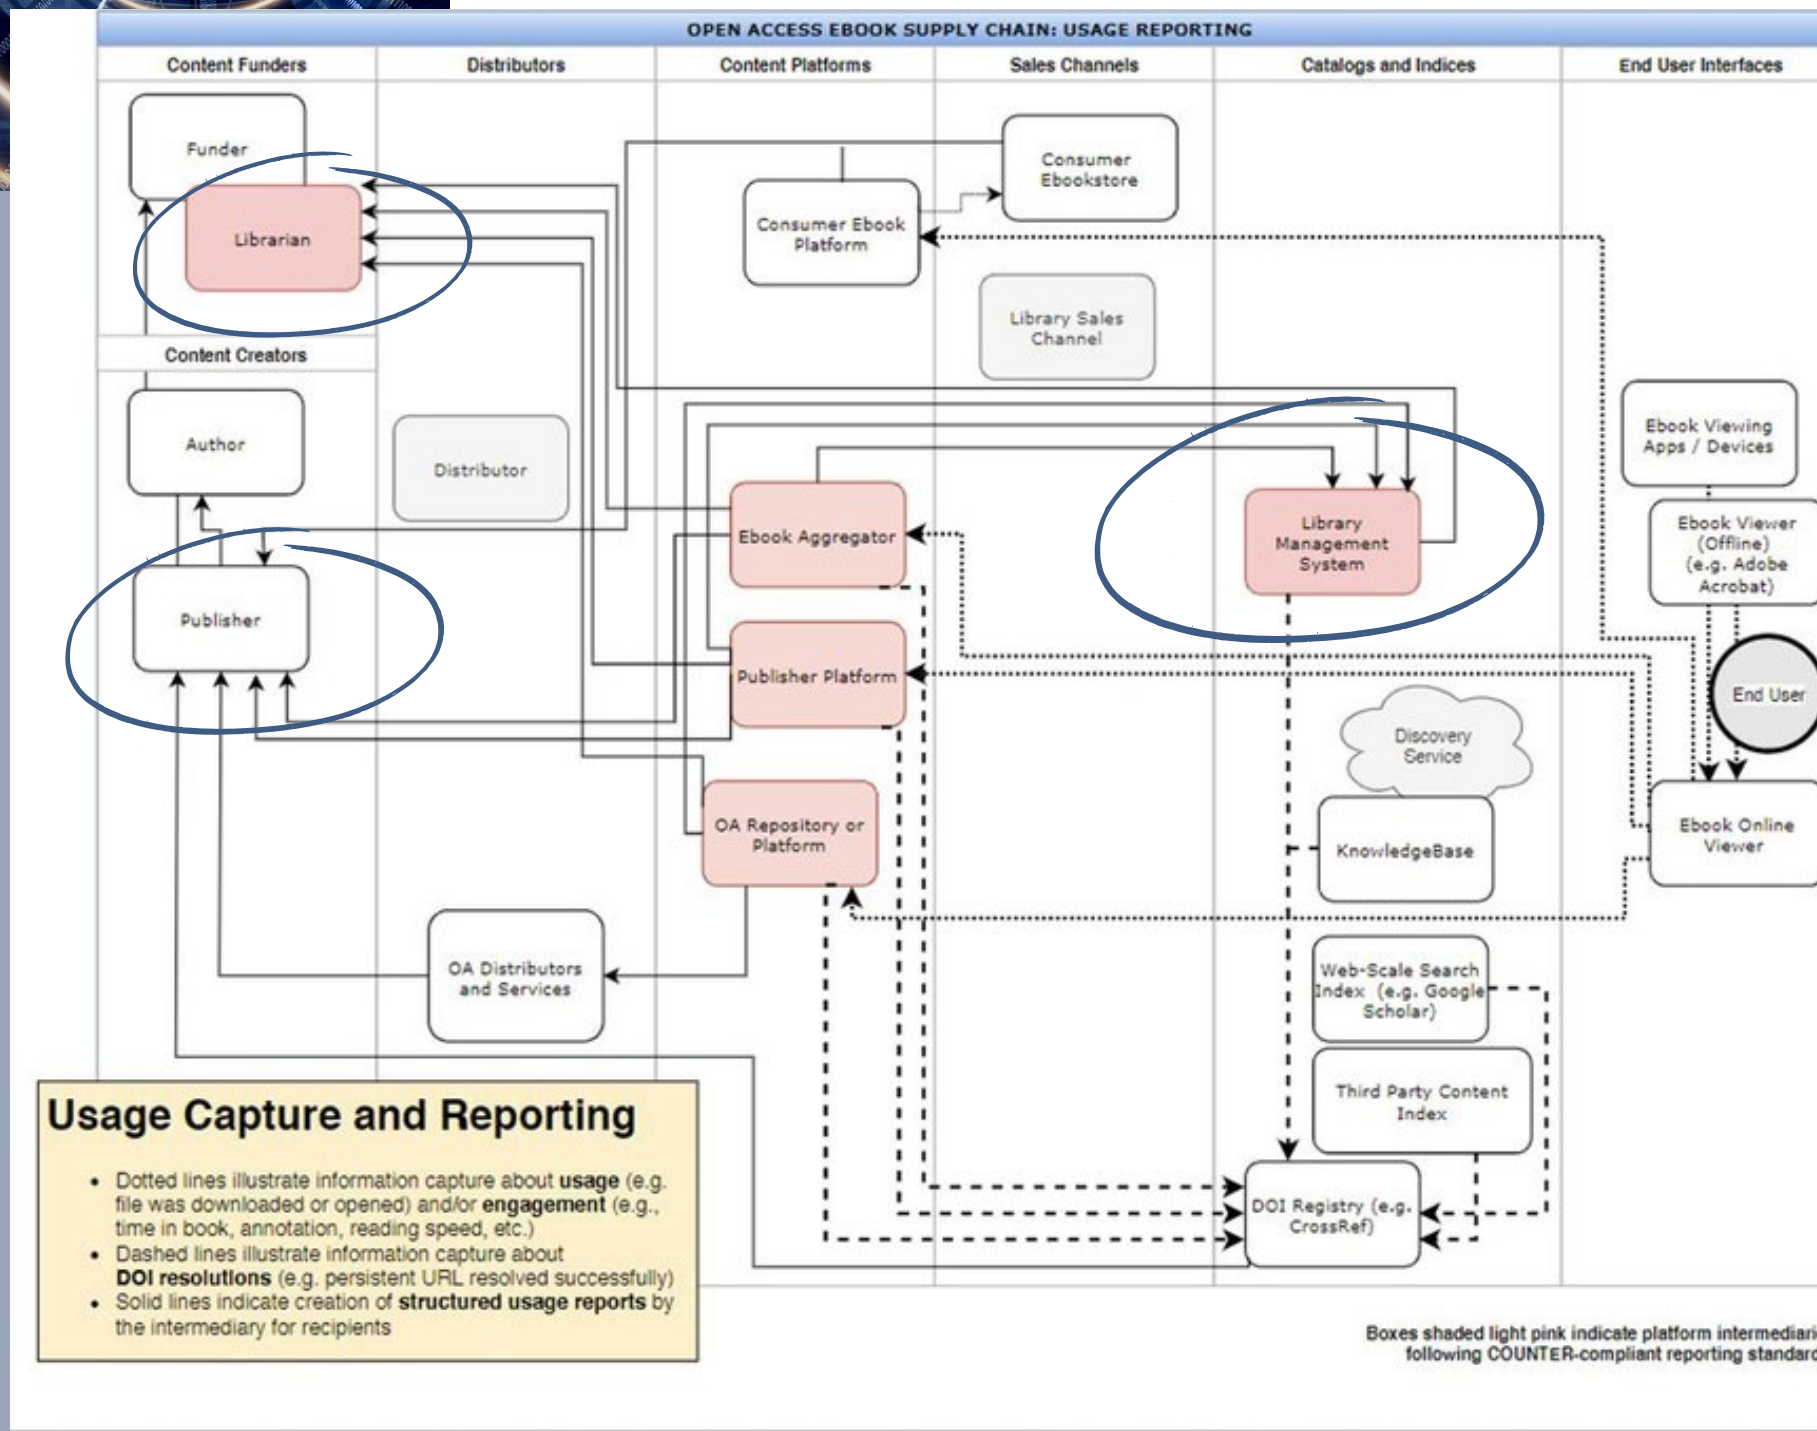 OPEN ACCESS EBOOK SUPPLY CHAIN: USAGE REPORTING
Content Funders
Distributors
Content Platforms
Sales Channels
Catalogs and Indices
End User Interfaces
Funder
Librarian
Content Creators
Author
Publisher
Distributor
OA Distributors
and Services
Consumer Ebook
Platform
Ebook Aggregator
Publisher Platform
OA Repository or
Platform
Consumer
Ebookstore
Library Sales
Channel
Library
Management
System
Discovery
Service
KnowledgeBase
Web-Scale Search
Index (e.g. Google
Scholar)
Third Party Content
Index
DOI Registry (e.g.
CrossRef)
Ebook Viewing
Apps / Devices
Ebook Viewer
(Offline)
(e.g. Adobe
Acrobat)
End User
Ebook Online
Viewer
Usage Capture and Reporting
• Dotted lines illustrate information capture about usage (e.g.
file was downloaded or opened) and/or engagement (e.g.,
time in book, annotation, reading speed, etc.)
• Dashed lines illustrate information capture about
DOI resolutions (e.g. persistent URL resolved successfully)
• Solid lines indicate creation of structured usage reports by
the intermediary for recipients
Boxes shaded light pink indicate platform
following COUNTER-compliant reporting